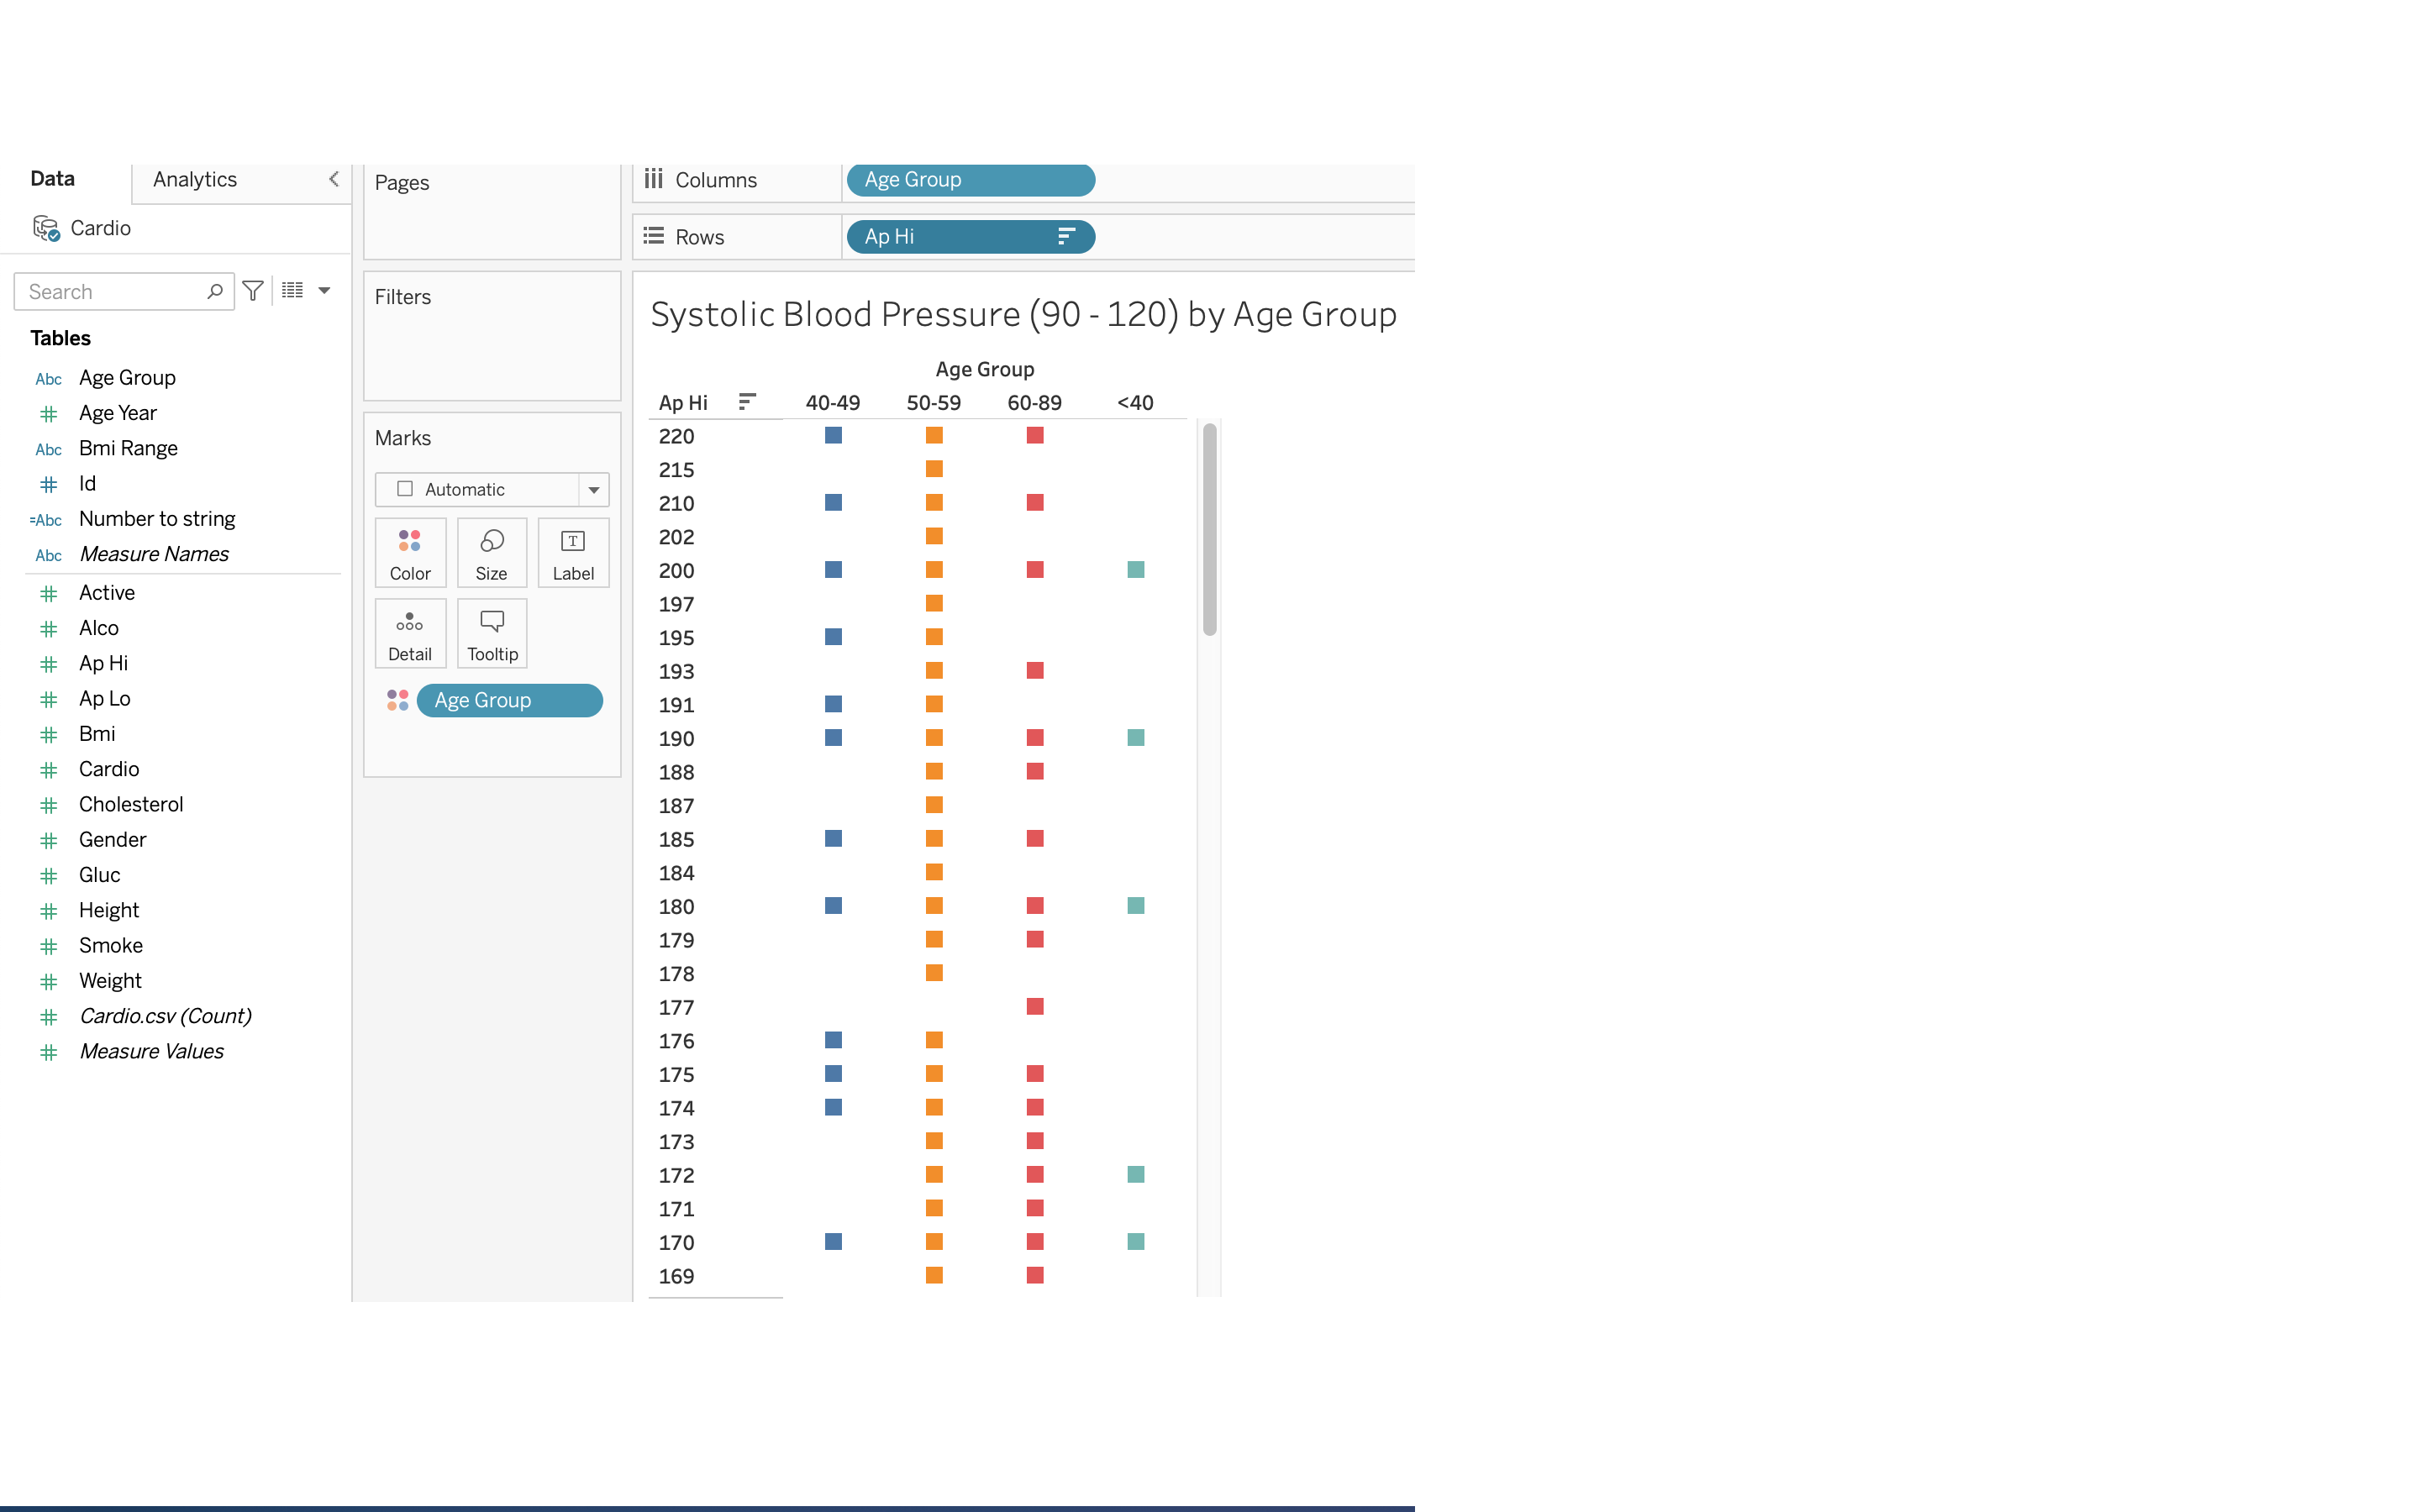 Data
Analytics
Cardio
Search
Tables
Abc Age Group
Age Year
Abc Bmi Range
Id
=Abc Number to string
Abc Measure Names
Active
Alco
Ap Hi
Ap Lo
Bmi
Cardio
Cholesterol
Gender
Gluc
Height
Smoke
Weight
Cardio.csv (Count)
Measure Values
Pages
Filters
Marks
Automatic
Color Size T Label
Detail Tooltip
Age Group
Columns Age Group
Rows Ap Hi
Systolic Blood Pressure (90 - 120) by Age Group
Age Group
Ap Hi 40-49 50-59 60-89 <40
220
215
210
202
200
197
195
193
191
190
188
187
185
184
180
179
178
177
176
175
174
173
172
171
170
169